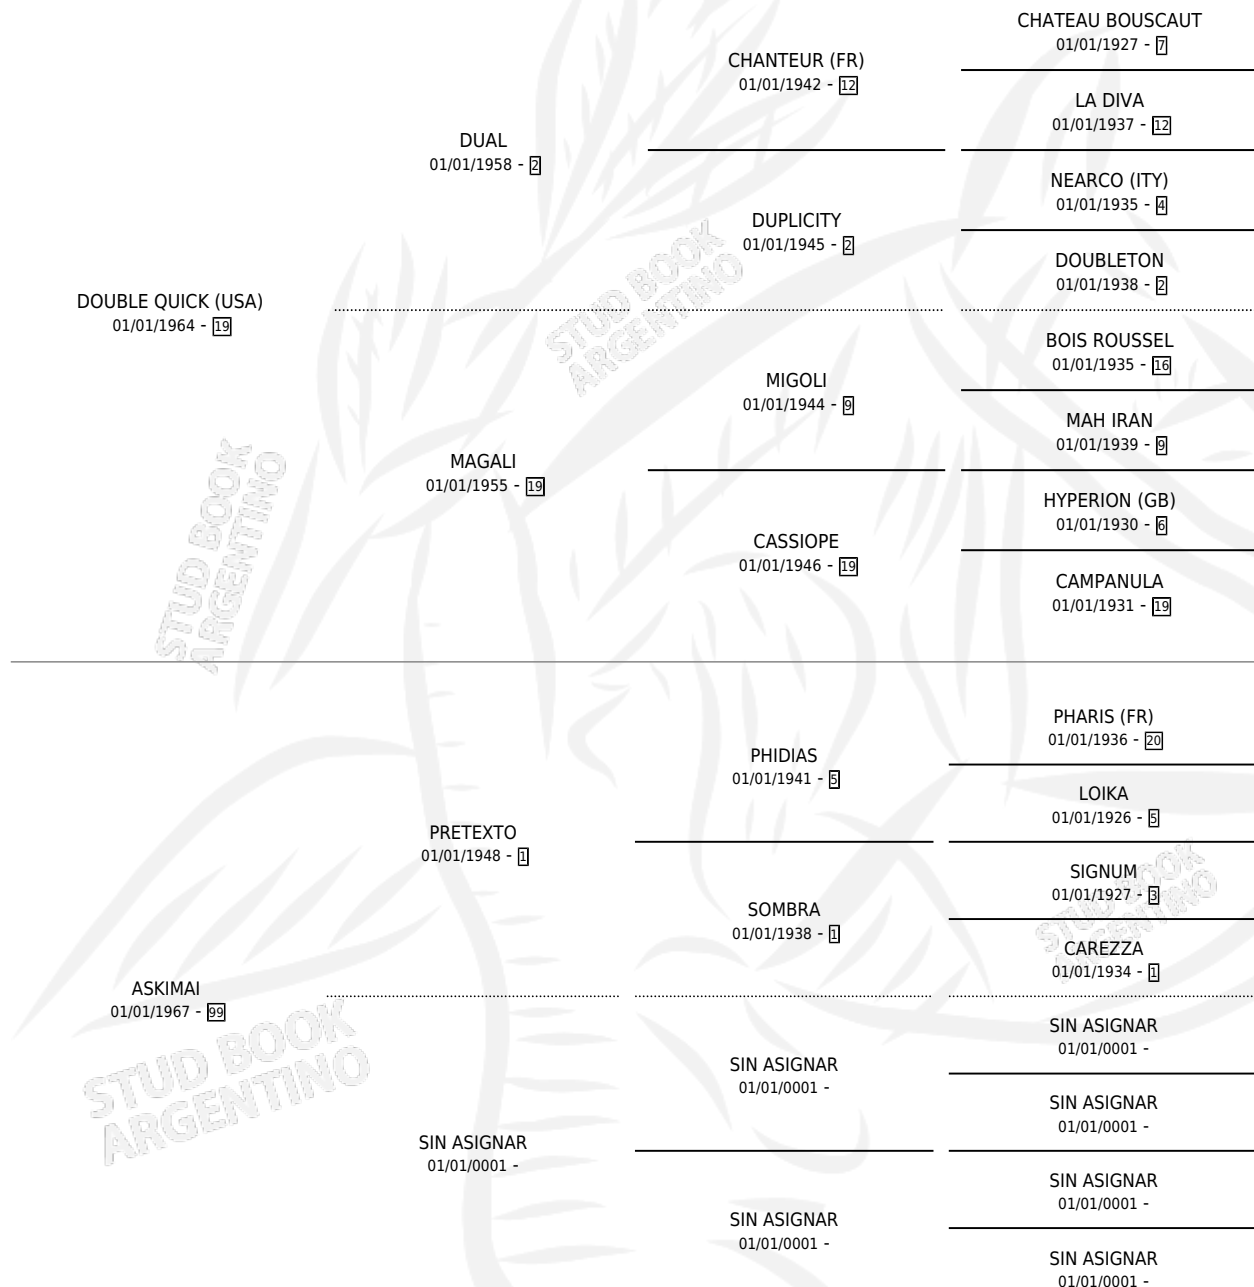 CHATEAU BOUSCAUT
01/01/1927 - 7
CHANTEUR (FR)
01/01/1942 - 12
LA DIVA
01/01/1937 - 12
DUAL
01/01/1958 - 2
NEARCO (ITY)
01/01/1935 - 4
DUPLICITY
01/01/1945 - 2
DOUBLETON
01/01/1938 - 2
DOUBLE QUICK (USA)
01/01/1964 - 19
BOIS ROUSSEL
01/01/1935 - 16
MIGOLI
01/01/1944 - 9
MAH IRAN
01/01/1939 - 9
MAGALI
01/01/1955 - 19
HYPERION (GB)
01/01/1930 - 6
CASSIOPE
01/01/1946 - 19
CAMPANULA
01/01/1931 - 19
PHARIS (FR)
01/01/1936 - 20
PHIDIAS
01/01/1941 - 5
LOIKA
01/01/1926 - 5
PRETEXTO
01/01/1948 - 1
SIGNUM
01/01/1927 - 3
SOMBRA
01/01/1938 - 1
CAREZZA
01/01/1934 - 1
ASKIMAI
01/01/1967 - 99
SIN ASIGNAR
01/01/0001 -
SIN ASIGNAR
01/01/0001 -
SIN ASIGNAR
01/01/0001 -
SIN ASIGNAR
01/01/0001 -
SIN ASIGNAR
01/01/0001 -
SIN ASIGNAR
01/01/0001 -
SIN ASIGNAR
01/01/0001 -
STUD BOOK
ARGENTINO
STUD BOOK
ARGENTINO
STUD BOOK
ARGENTINO
STUD BOOK
ARGENTINO